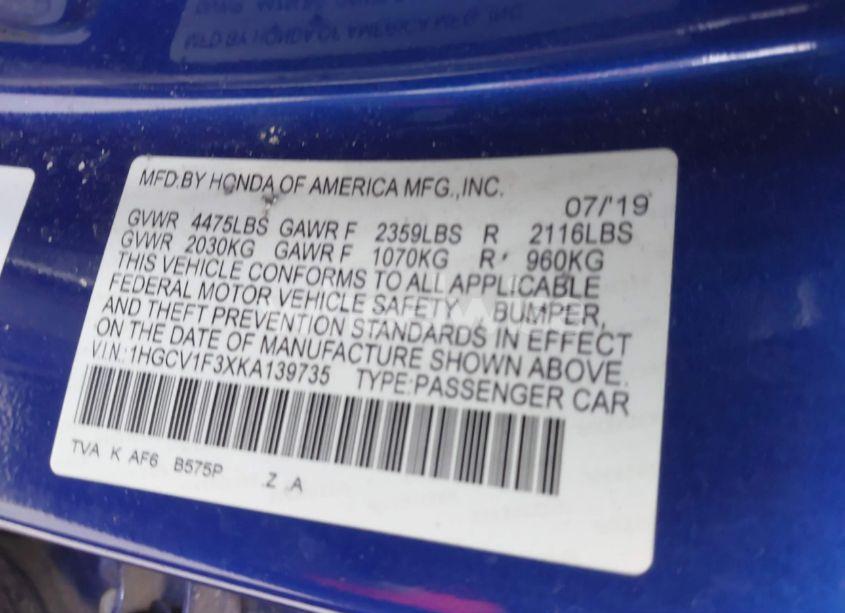 MFD.BY HONDA OF AMERICA MFG.,INC. 07/'19
GVWR 4475LBS GAWR F 2359LBS R 2116LBS
GVWR 2030KG GAWR F 1070KG R 960KG
THIS VEHICLE CONFORMS TO ALL APPLICABLE
FEDERAL MOTOR VEHICLE SAFETY, BUMPER,
AND THEFT PREVENTION STANDARDS IN EFFECT
ON THE DATE OF MANUFACTURE SHOWN ABOVE.
V.I.N.:1HGCV1F3XKA139735 TYPE:PASSENGER CAR
TVA K AF6 B575P Z A